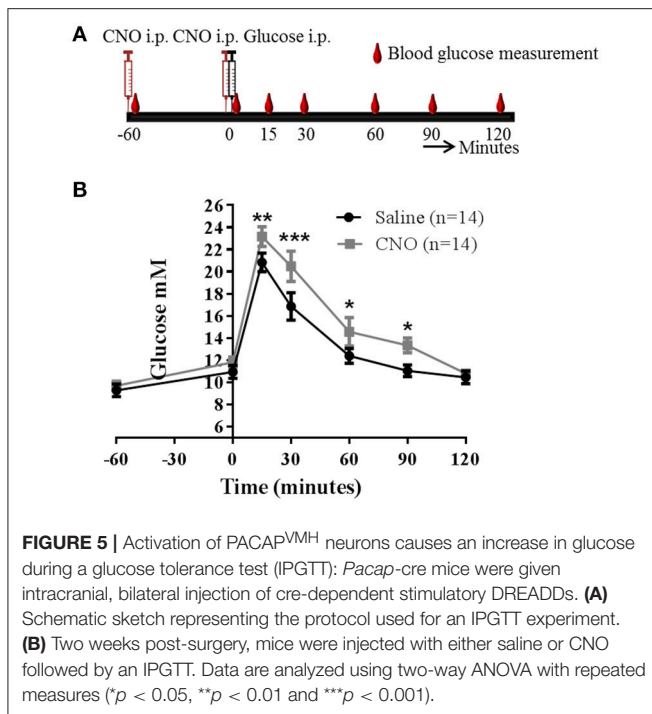 A
CNO i.p. CNO i.p. Glucose i.p.
Blood glucose measurement
-60 0 15 30 60 90 120
Minutes
B
26
24
22
20
18
16
14
12
10
8
6
Glucose mM
** *** * *
Saline (n=14)
CNO (n=14)
-60 -30 0 30 60 90 120
Time (minutes)
FIGURE 5 | Activation of PACAPVMH neurons causes an increase in glucose
during a glucose tolerance test (IPGTT): Pacap-cre mice were given
intracranial, bilateral injection of cre-dependent stimulatory DREADDs. (A)
Schematic sketch representing the protocol used for an IPGTT experiment.
(B) Two weeks post-surgery, mice were injected with either saline or CNO
followed by an IPGTT. Data are analyzed using two-way ANOVA with repeated
measures (*p < 0.05, **p < 0.01 and ***p < 0.001).